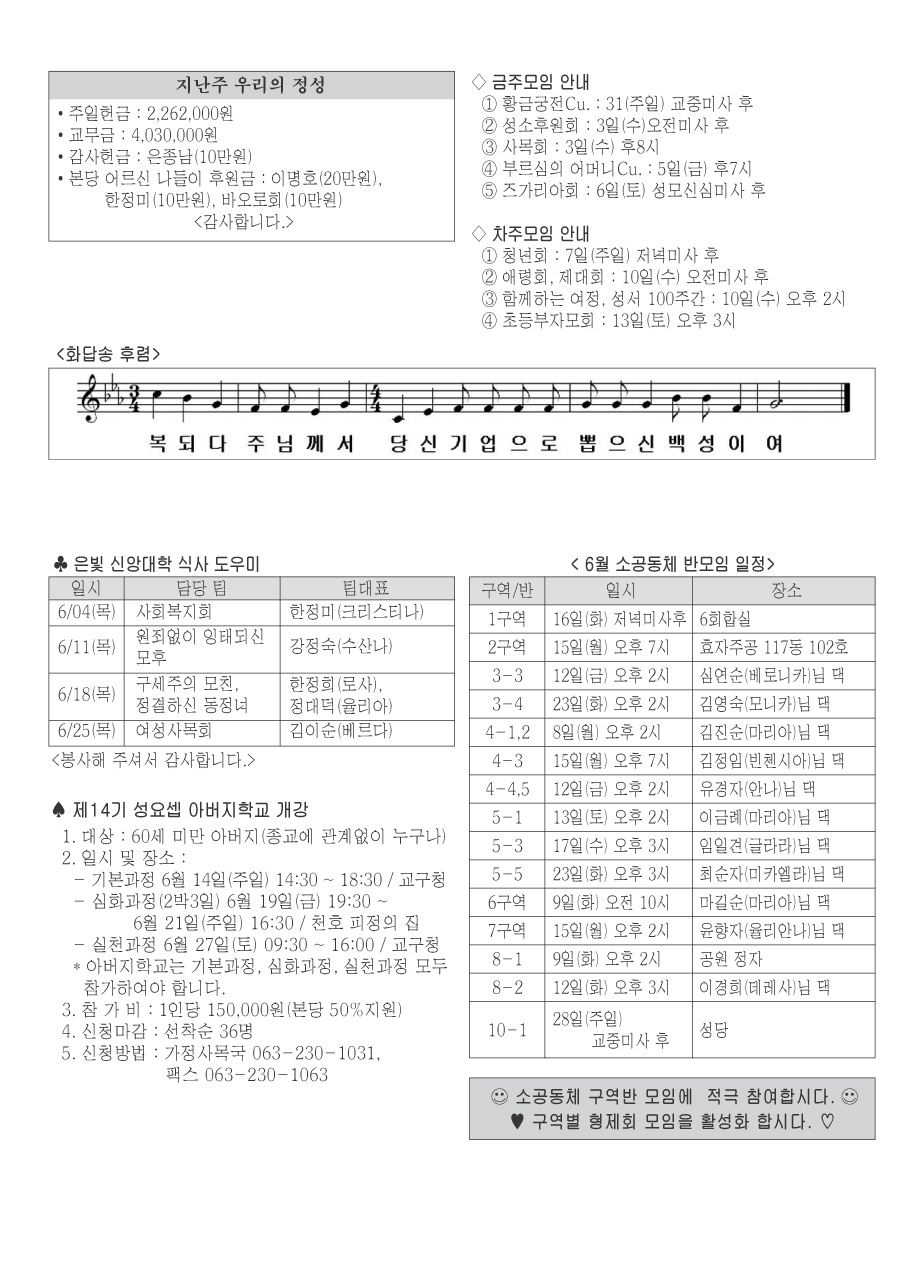 지난주 우리의 정성
• 주일헌금 : 2,262,000원
• 교무금 : 4,030,000원
• 감사헌금 : 은종남(10만원)
• 본당 어르신 나들이 후원금 : 이명호(20만원),
한정미(10만원), 바오로회(10만원)
<감사합니다.>
◇ 금주모임 안내
① 황금궁전Cu. : 31(주일) 교중미사 후
② 성소후원회 : 3일(수)오전미사 후
③ 사목회 : 3일(수) 후8시
④ 부르심의 어머니Cu. : 5일(금) 후7시
⑤ 즈가리아회 : 6일(토) 성모신심미사 후
◇ 차주모임 안내
① 청년회 : 7일(주일) 저녁미사 후
② 애령회, 제대회 : 10일(수) 오전미사 후
③ 함께하는 여정, 성서 100주간 : 10일(수) 오후 2시
④ 초등부자모회 : 13일(토) 오후 3시
<화답송 후렴>
3/4 4/4
복 되 다 주 님 께 서 당 신 기 업 으 로 뽑 으 신 백 성 이 여
♣ 은빛 신앙대학 식사 도우미
일시 담당 팀 팀대표
6/04(목) 사회복지회 한정미(크리스티나)
6/11(목) 원죄없이 잉태되신 모후 강정숙(수산나)
6/18(목) 구세주의 모친, 정결하신 동정녀 한정희(로사), 정대덕(율리아)
6/25(목) 여성사목회 김이순(베르다)
<봉사해 주셔서 감사합니다.>
♠ 제14기 성요셉 아버지학교 개강
1. 대상 : 60세 미만 아버지(종교에 관계없이 누구나)
2. 일시 및 장소 :
- 기본과정 6월 14일(주일) 14:30 ~ 18:30 / 교구청
- 심화과정(2박3일) 6월 19일(금) 19:30 ~
6월 21일(주일) 16:30 / 천호 피정의 집
- 실천과정 6월 27일(토) 09:30 ~ 16:00 / 교구청
* 아버지학교는 기본과정, 심화과정, 실천과정 모두
참가하여야 합니다.
3. 참 가 비 : 1인당 150,000원(본당 50%지원)
4. 신청마감 : 선착순 36명
5. 신청방법 : 가정사목국 063-230-1031,
팩스 063-230-1063
< 6월 소공동체 반모임 일정>
구역/반 일시 장소
1구역 16일(화) 저녁미사후 6회합실
2구역 15일(월) 오후 7시 효자주공 117동 102호
3-3 12일(금) 오후 2시 심연순(베로니카)님 댁
3-4 23일(화) 오후 2시 김영숙(모니카)님 댁
4-1,2 8일(월) 오후 2시 김진순(마리아)님 댁
4-3 15일(월) 오후 7시 김정임(빈첸시아)님 댁
4-4,5 12일(금) 오후 2시 유경자(안나)님 댁
5-1 13일(토) 오후 2시 이금례(마리아)님 댁
5-3 17일(수) 오후 3시 임일견(글라라)님 댁
5-5 23일(화) 오후 3시 최순자(미카엘라)님 댁
6구역 9일(화) 오전 10시 마길순(마리아)님 댁
7구역 15일(월) 오후 2시 윤향자(율리안나)님 댁
8-1 9일(화) 오후 2시 공원 정자
8-2 12일(화) 오후 3시 이경희(데레사)님 댁
10-1 28일(주일) 교중미사 후 성당
☺ 소공동체 구역반 모임에 적극 참여합시다. ☺
♥ 구역별 형제회 모임을 활성화 합시다. ♡